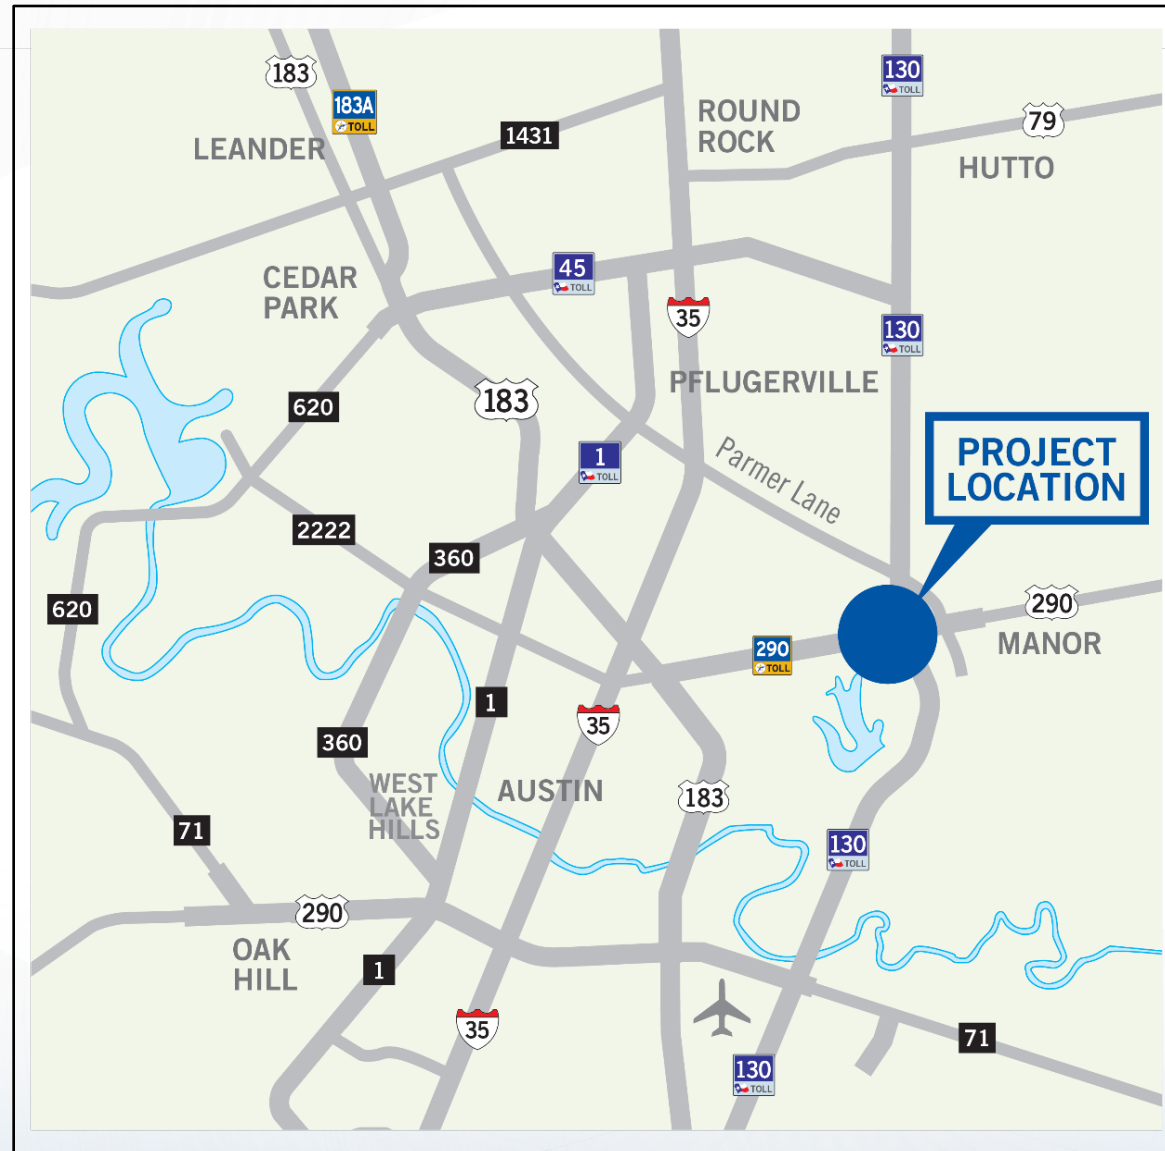 183
183A
TOLL
LEANDER
1431
ROUND
ROCK
130
TOLL
79
HUTTO
CEDAR
PARK
45
TOLL
35
130
TOLL
PFLUGERVILLE
183
620
1
TOLL
Parmer Lane
PROJECT
LOCATION
2222
360
620
290
MANOR
290
TOLL
1
35
360
WEST
LAKE
HILLS
AUSTIN
183
71
130
TOLL
290
OAK
HILL
1
35
71
130
TOLL